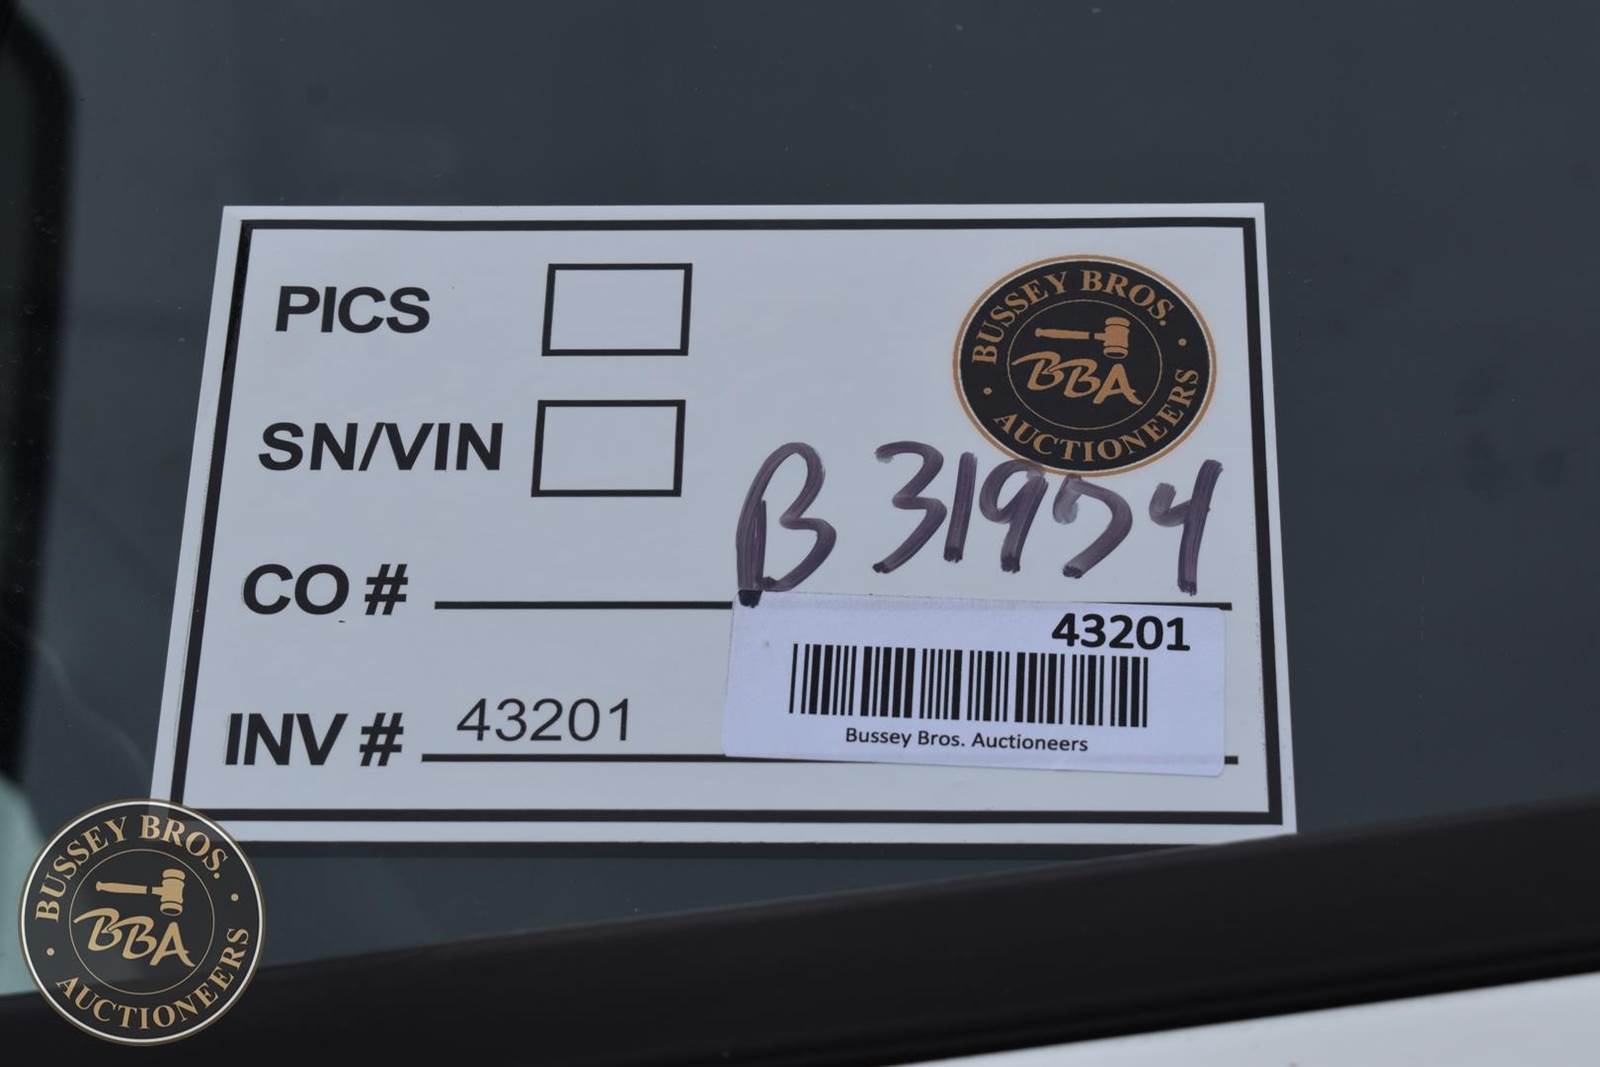 PICS
BUSSEY BROS.
BBA
AUCTIONEERS
SN/VIN
B 31954
CO #
43201
INV # 43201
Bussey Bros. Auctioneers
BUSSEY BROS.
BBA
AUCTIONEERS